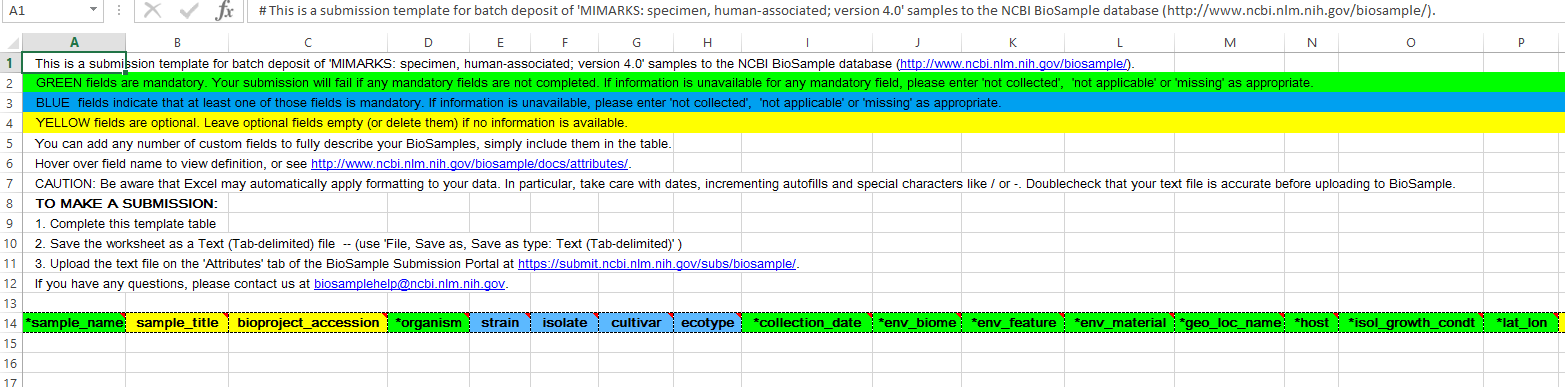 A1 fx # This is a submission template for batch deposit of 'MIMARKS: specimen, human-associated; version 4.0' samples to the NCBI BioSample database (http://www.ncbi.nlm.nih.gov/biosample/).
A B C D E F G H I J K L M N O P
1 This is a submission template for batch deposit of 'MIMARKS: specimen, human-associated; version 4.0' samples to the NCBI BioSample database (http://www.ncbi.nlm.nih.gov/biosample/).
2 GREEN fields are mandatory. Your submission will fail if any mandatory fields are not completed. If information is unavailable for any mandatory field, please enter 'not collected', 'not applicable' or 'missing' as appropriate.
3 BLUE fields indicate that at least one of those fields is mandatory. If information is unavailable, please enter 'not collected', 'not applicable' or 'missing' as appropriate.
4 YELLOW fields are optional. Leave optional fields empty (or delete them) if no information is available.
5 You can add any number of custom fields to fully describe your BioSamples, simply include them in the table.
6 Hover over field name to view definition, or see http://www.ncbi.nlm.nih.gov/biosample/docs/attributes/.
7 CAUTION: Be aware that Excel may automatically apply formatting to your data. In particular, take care with dates, incrementing autofills and special characters like / or -. Doublecheck that your text file is accurate before uploading to BioSample.
8 TO MAKE A SUBMISSION:
9 1. Complete this template table
10 2. Save the worksheet as a Text (Tab-delimited) file -- (use 'File, Save as, Save as type: Text (Tab-delimited)' )
11 3. Upload the text file on the 'Attributes' tab of the BioSample Submission Portal at https://submit.ncbi.nlm.nih.gov/subs/biosample/.
12 If you have any questions, please contact us at biosamplehelp@ncbi.nlm.nih.gov.
13
14 *sample_name sample_title bioproject_accession *organism strain isolate cultivar ecotype *collection_date *env_biome *env_feature *env_material *geo_loc_name *host *isol_growth_condt *lat_lon
15
16
17